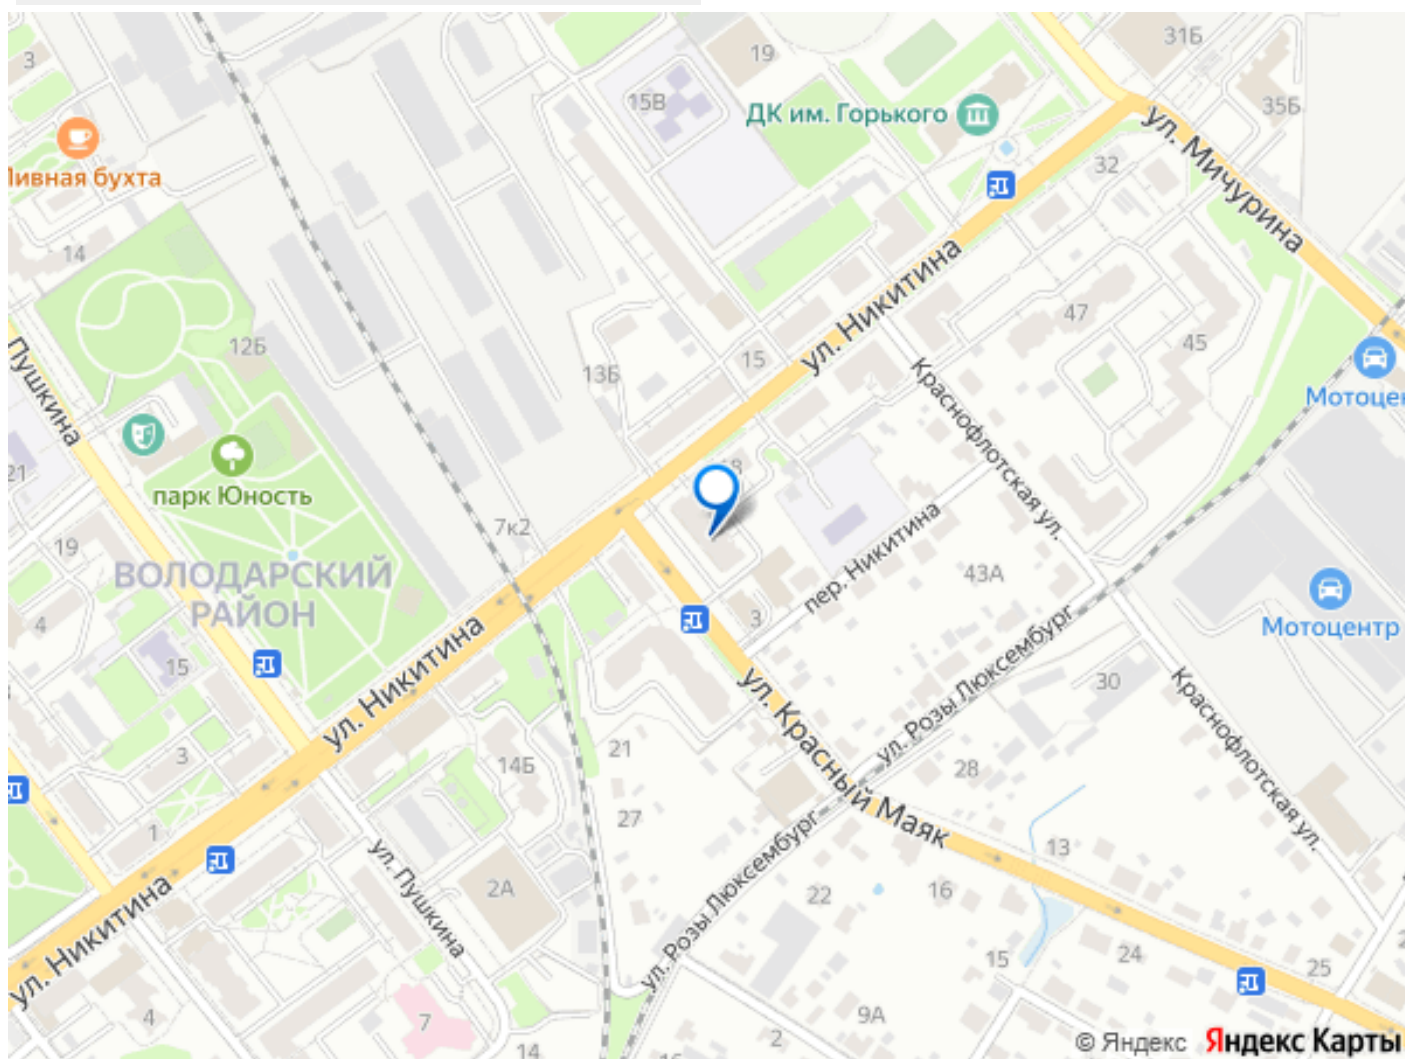 31Б
19
3
15В
35Б
ДК им. Горького
ул. Мичурина
Пивная бухта
32
14
ул. Никитина
47
12Б
45
15
13Б
Пушкина
Краснофлотская ул.
Мотоцен
21
парк Юность
7к2
пер. Никитина
19
ВОЛОДАРСКИЙ
РАЙОН
43А
4
3
Мотоцентр
15
ул. Никитина
ул. Розы Люксембург
30
ул. Красный Маяк
Краснофлотская ул.
21
3
14Б
28
27
1
ул. Пушкина
13
2А
22
16
ул. Никитина
ул. Розы Люксембург
15
24
25
4
7
9А
2
14
16
© Яндекс Яндекс Карты